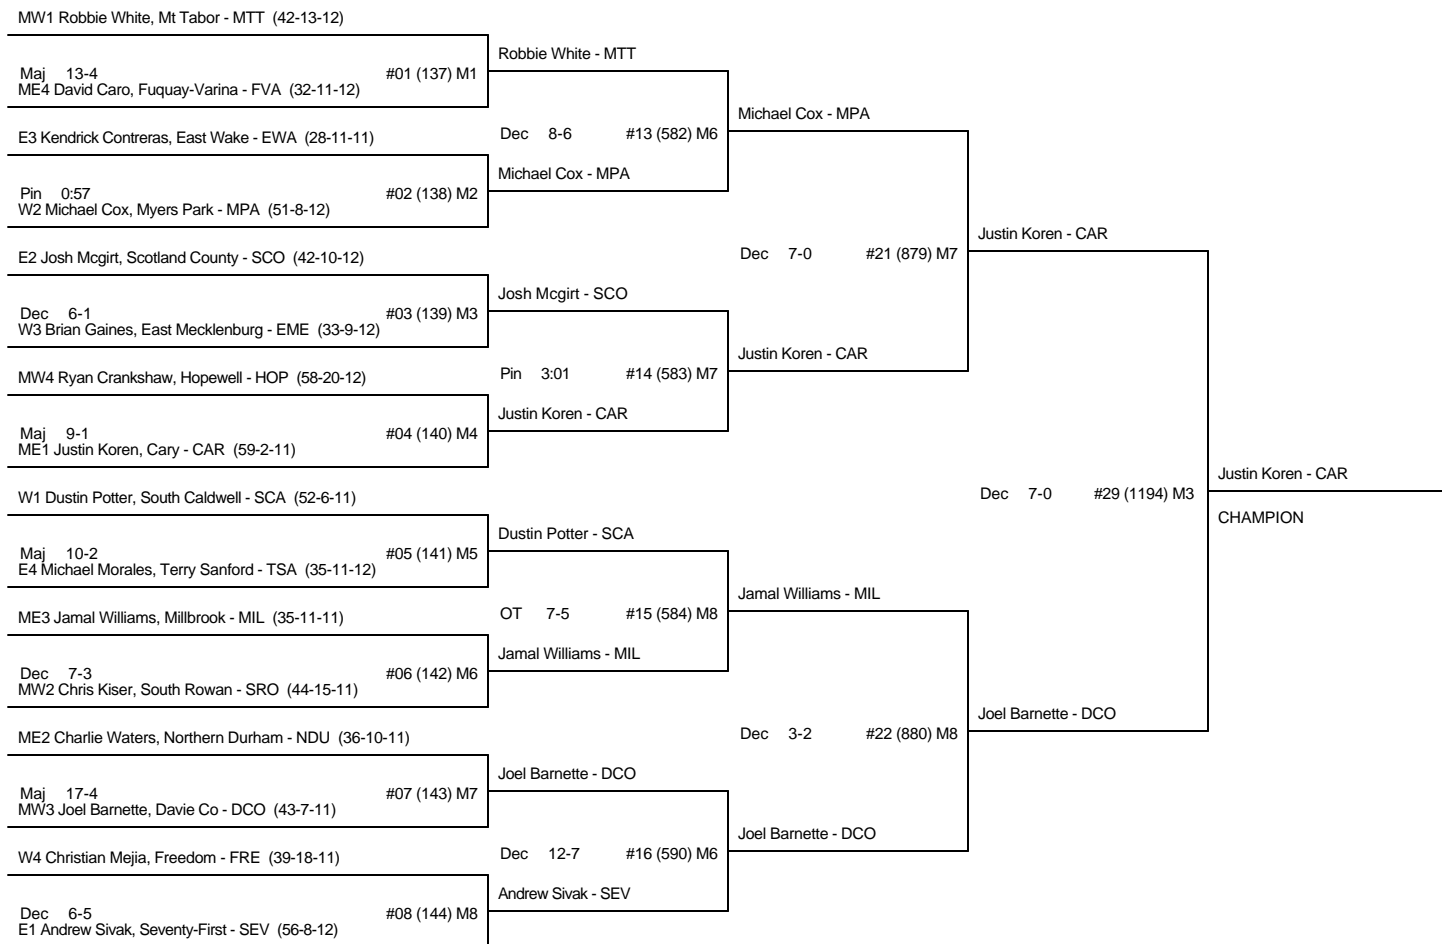 MW1 Robbie White, Mt Tabor - MTT (42-13-12)
Robbie White - MTT
Maj 13-4 #01 (137) M1
ME4 David Caro, Fuquay-Varina - FVA (32-11-12)
Michael Cox - MPA
E3 Kendrick Contreras, East Wake - EWA (28-11-11)
Dec 8-6 #13 (582) M6
Michael Cox - MPA
Pin 0:57 #02 (138) M2
W2 Michael Cox, Myers Park - MPA (51-8-12)
Justin Koren - CAR
E2 Josh Mcgirt, Scotland County - SCO (42-10-12)
Dec 7-0 #21 (879) M7
Josh Mcgirt - SCO
Dec 6-1 #03 (139) M3
W3 Brian Gaines, East Mecklenburg - EME (33-9-12)
Justin Koren - CAR
MW4 Ryan Crankshaw, Hopewell - HOP (58-20-12)
Pin 3:01 #14 (583) M7
Justin Koren - CAR
Maj 9-1 #04 (140) M4
ME1 Justin Koren, Cary - CAR (59-2-11)
Justin Koren - CAR
W1 Dustin Potter, South Caldwell - SCA (52-6-11)
Dec 7-0 #29 (1194) M3
CHAMPION
Dustin Potter - SCA
Maj 10-2 #05 (141) M5
E4 Michael Morales, Terry Sanford - TSA (35-11-12)
Jamal Williams - MIL
ME3 Jamal Williams, Millbrook - MIL (35-11-11)
OT 7-5 #15 (584) M8
Jamal Williams - MIL
Dec 7-3 #06 (142) M6
MW2 Chris Kiser, South Rowan - SRO (44-15-11)
Joel Barnette - DCO
ME2 Charlie Waters, Northern Durham - NDU (36-10-11)
Dec 3-2 #22 (880) M8
Joel Barnette - DCO
Maj 17-4 #07 (143) M7
MW3 Joel Barnette, Davie Co - DCO (43-7-11)
Joel Barnette - DCO
W4 Christian Mejia, Freedom - FRE (39-18-11)
Dec 12-7 #16 (590) M6
Andrew Sivak - SEV
Dec 6-5 #08 (144) M8
E1 Andrew Sivak, Seventy-First - SEV (56-8-12)